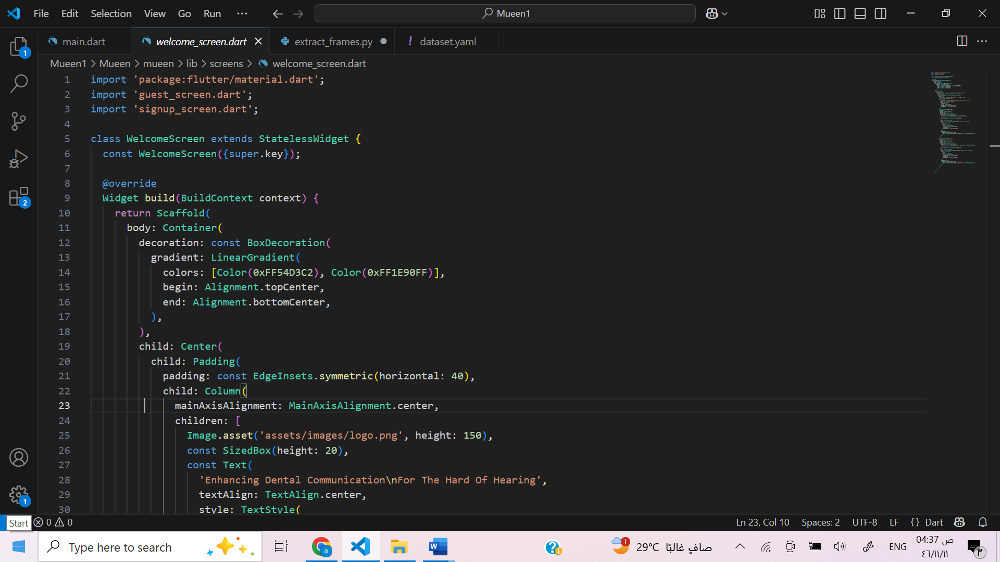 File Edit Selection View Go Run ··· Mueen1
main.dart welcome_screen.dart extract_frames.py ! dataset.yaml
Mueen1 > Mueen > mueen > lib > screens > welcome_screen.dart
1 import 'package:flutter/material.dart';
2 import 'guest_screen.dart';
3 import 'signup_screen.dart';
4
5 class WelcomeScreen extends StatelessWidget {
6 const WelcomeScreen({super.key});
7
8 @override
9 Widget build(BuildContext context) {
10 return Scaffold(
11 body: Container(
12 decoration: const BoxDecoration(
13 gradient: LinearGradient(
14 colors: [Color(0xFF54D3C2), Color(0xFF1E90FF)],
15 begin: Alignment.topCenter,
16 end: Alignment.bottomCenter,
17 ),
18 ),
19 child: Center(
20 child: Padding(
21 padding: const EdgeInsets.symmetric(horizontal: 40),
22 child: Column(
23 mainAxisAlignment: MainAxisAlignment.center,
24 children: [
25 Image.asset('assets/images/logo.png', height: 150),
26 const SizedBox(height: 20),
27 const Text(
28 'Enhancing Dental Communication\nFor The Hard Of Hearing',
29 textAlign: TextAlign.center,
30 style: TextStyle(
1
2
1
Start 0 0 Ln 23, Col 10 Spaces: 2 UTF-8 LF {} Dart
Type here to search W 1 29°C صافٍ غالبًا ENG 04:37 ص
٤٦/١١/١١ ٣